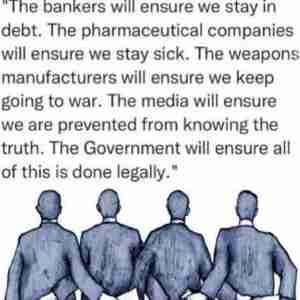 "The bankers will ensure we stay in
debt. The pharmaceutical companies
will ensure we stay sick. The weapons
manufacturers will ensure we keep
going to war. The media will ensure
we are prevented from knowing the
truth. The Government will ensure all
of this is done legally."